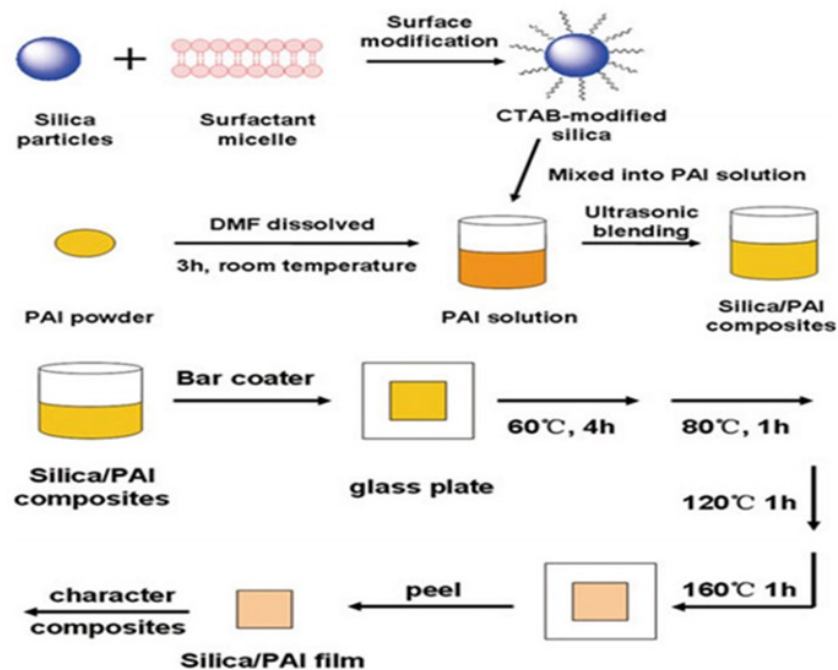 +
Surface
modification
Silica
particles
Surfactant
micelle
CTAB-modified
silica
Mixed into PAI solution
DMF dissolved
3h, room temperature
Ultrasonic
blending
PAI powder
PAI solution
Silica/PAI
composites
Bar coater
60℃, 4h
80℃, 1h
Silica/PAI
composites
glass plate
120℃ 1h
160℃ 1h
peel
character
composites
Silica/PAI film